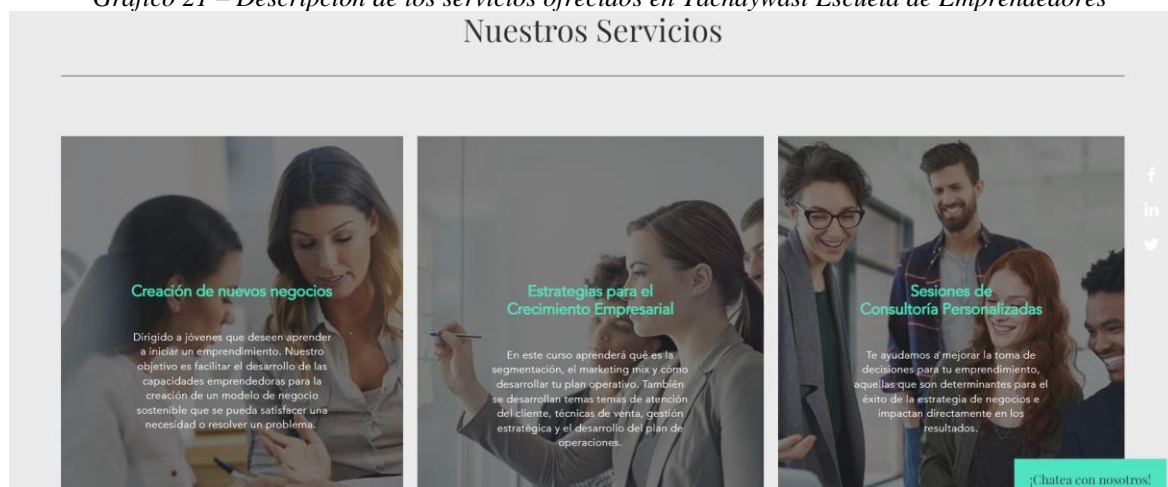 Gráfico 21 – Descripción de los servicios ofrecidos en Yachaywasi Escuela de Emprendedores
Nuestros Servicios
Creación de nuevos negocios
Dirigido a jóvenes que deseen aprender
a iniciar un emprendimiento. Nuestro
objetivo es facilitar el desarrollo de las
capacidades emprendedoras para la
creación de un modelo de negocio
sostenible que se pueda satisfacer una
necesidad o resolver un problema.
Estrategias para el
Crecimiento Empresarial
En este curso aprenderá qué es la
segmentación, el marketing mix y cómo
desarrollar tu plan operativo. También
se desarrollan temas temas de atención
del cliente, técnicas de venta, gestión
estratégica y el desarrollo del plan de
operaciones.
Sesiones de
Consultoría Personalizadas
Te ayudamos a mejorar la toma de
decisiones para tu emprendimiento,
aquellas que son determinantes para el
éxito de la estrategia de negocios e
impactan directamente en los
resultados.
f
in
¡Chatea con nosotros!